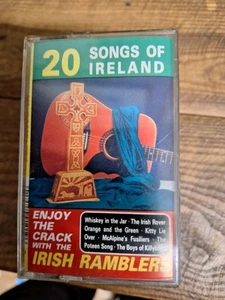 20 SONGS OF
IRELAND
ENJOY
THE
CRACK
WITH THE
IRISH RAMBLERS
Whiskey in the Jar · The Irish Rover
Orange and the Green · Kitty Lie
Over · McAlpine's Fusiliers · The
Poteen Song · The Boys of Killybegs